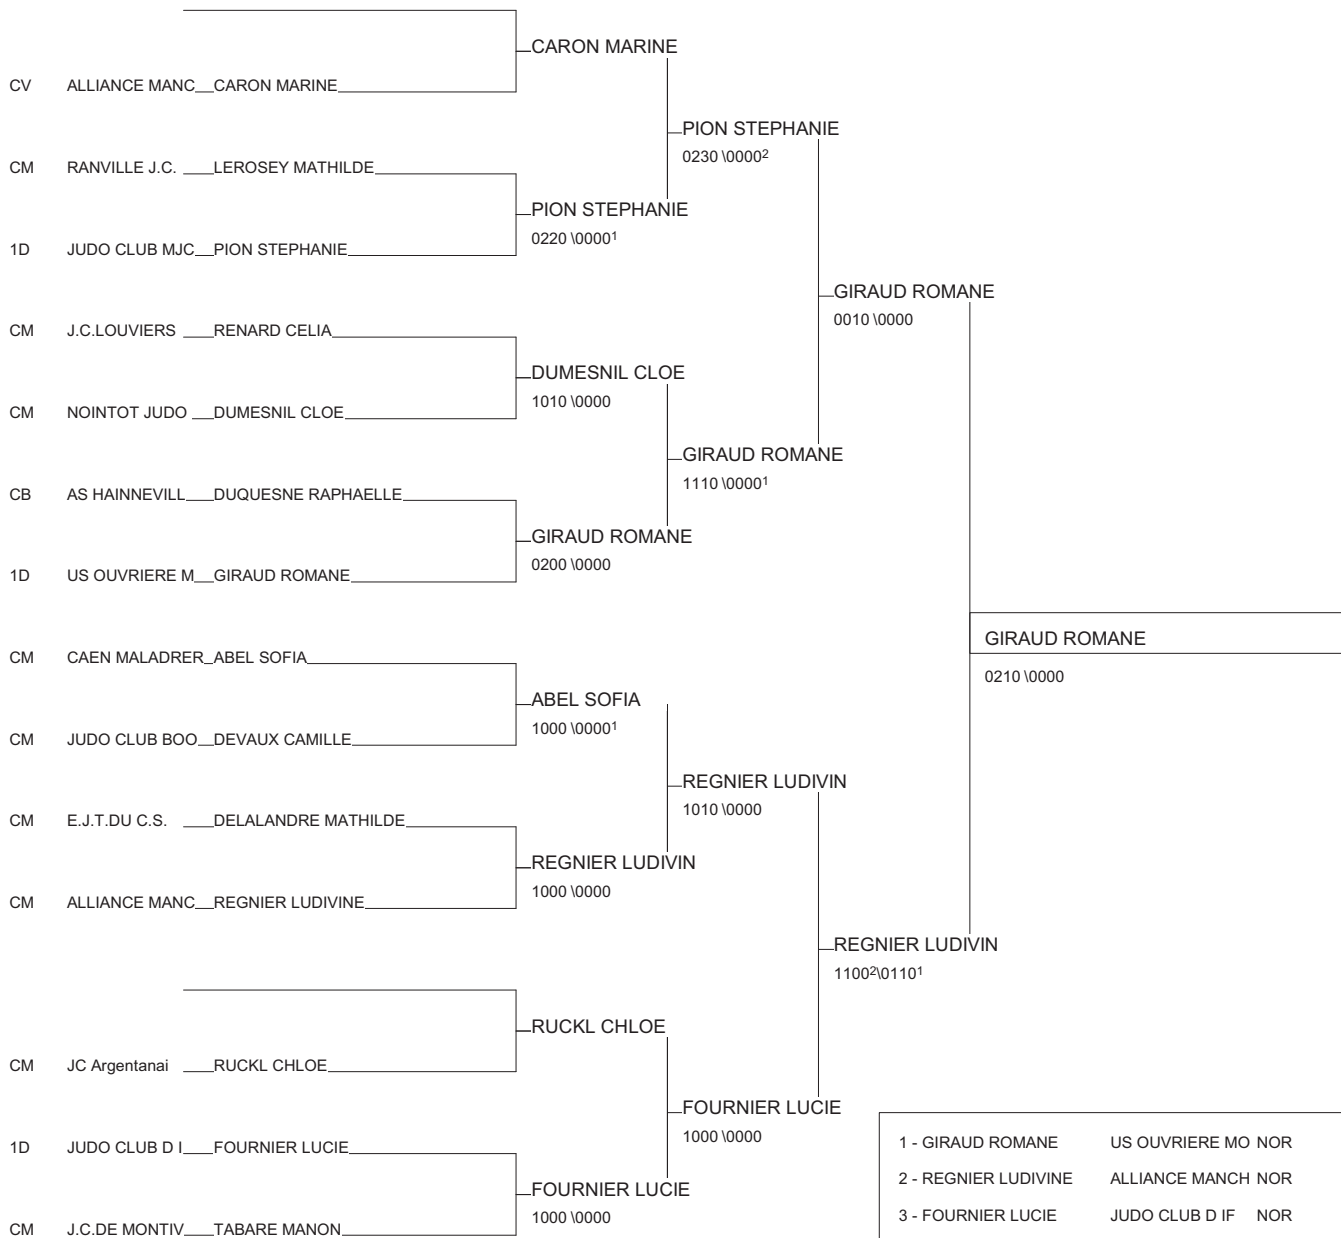 CARON MARINE
CV ALLIANCE MANC CARON MARINE
PION STEPHANIE
0230 \0000²
CM RANVILLE J.C. LEROSEY MATHILDE
PION STEPHANIE
0220 \0000¹
1D JUDO CLUB MJC PION STEPHANIE
GIRAUD ROMANE
0010 \0000
CM J.C.LOUVIERS RENARD CELIA
DUMESNIL CLOE
1010 \0000
CM NOINTOT JUDO DUMESNIL CLOE
GIRAUD ROMANE
1110 \0000¹
CB AS HAINNEVILL DUQUESNE RAPHAELLE
GIRAUD ROMANE
0200 \0000
1D US OUVRIERE M GIRAUD ROMANE
GIRAUD ROMANE
0210 \0000
CM CAEN MALADRER ABEL SOFIA
ABEL SOFIA
1000 \0000¹
CM JUDO CLUB BOO DEVAUX CAMILLE
REGNIER LUDIVIN
1010 \0000
CM E.J.T.DU C.S. DELALANDRE MATHILDE
REGNIER LUDIVIN
1000 \0000
CM ALLIANCE MANC REGNIER LUDIVINE
REGNIER LUDIVIN
1100²\0110¹
RUCKL CHLOE
CM JC Argentanai RUCKL CHLOE
FOURNIER LUCIE
1000 \0000
1D JUDO CLUB D I FOURNIER LUCIE
FOURNIER LUCIE
1000 \0000
CM J.C.DE MONTIV TABARE MANON
1 - GIRAUD ROMANE US OUVRIERE MO NOR
2 - REGNIER LUDIVINE ALLIANCE MANCH NOR
3 - FOURNIER LUCIE JUDO CLUB D IF NOR